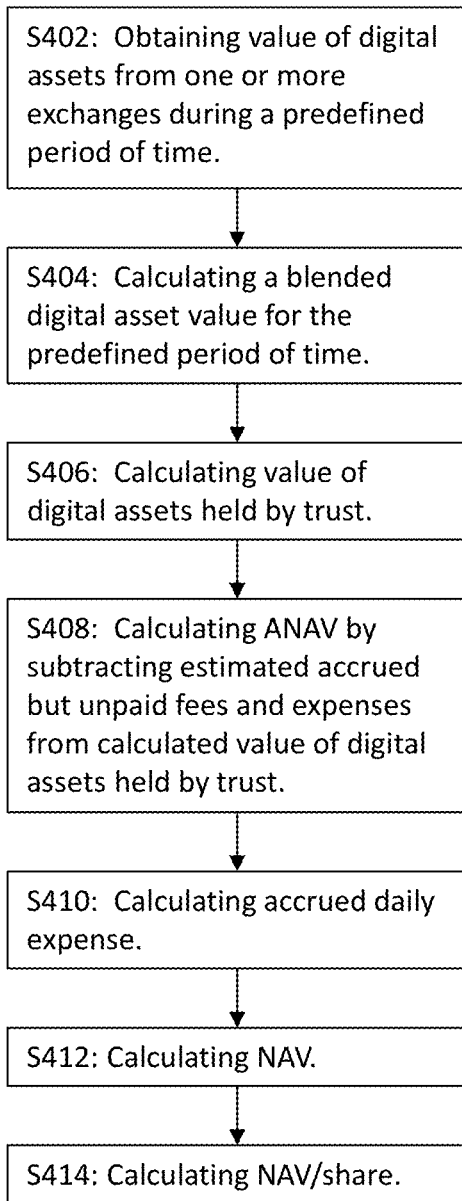 S402:  Obtaining value of digital
assets from one or more
exchanges during a predefined
period of time.
S404:  Calculating a blended
digital asset value for the
predefined period of time.
S406:  Calculating value of
digital assets held by trust.
S408:  Calculating ANAV by
subtracting estimated accrued
but unpaid fees and expenses
from calculated value of digital
assets held by trust.
S410:  Calculating accrued daily
expense.
S412: Calculating NAV.
S414: Calculating NAV/share.